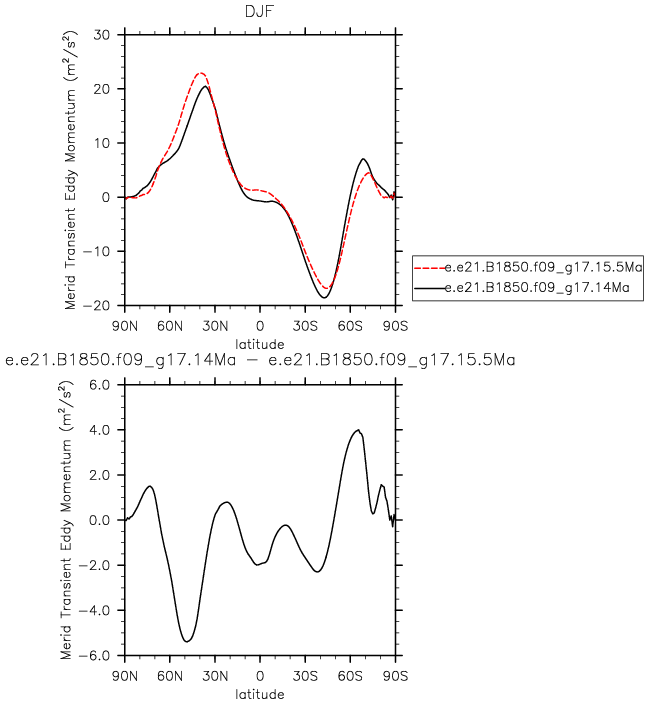 DJF
Merid Transient Eddy Momentum (m²/s²)
30
20
10
0
−10
−20
90N 60N 30N 0 30S 60S 90S
latitude
e.e21.B1850.f09_g17.15.5Ma
e.e21.B1850.f09_g17.14Ma
e.e21.B1850.f09_g17.14Ma − e.e21.B1850.f09_g17.15.5Ma
Merid Transient Eddy Momentum (m²/s²)
6.0
4.0
2.0
0.0
−2.0
−4.0
−6.0
90N 60N 30N 0 30S 60S 90S
latitude